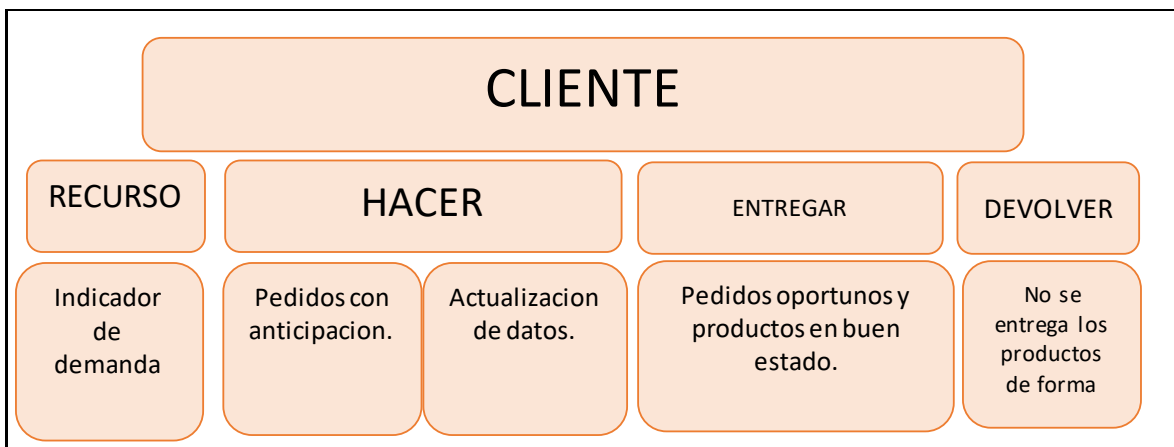 CLIENTE
RECURSO
HACER
ENTREGAR
DEVOLVER
Indicador
de
demanda
Pedidos con
anticipacion.
Actualizacion
de datos.
Pedidos oportunos y
productos en buen
estado.
No se
entrega los
productos
de forma